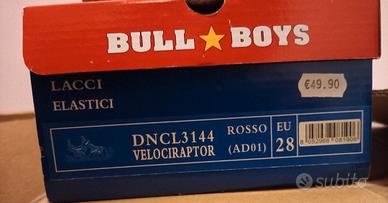 BULL BOYS
€49.90
LACCI
ELASTICI
DNCL3144
VELOCIRAPTOR
ROSSO
(AD01)
EU
28
subito